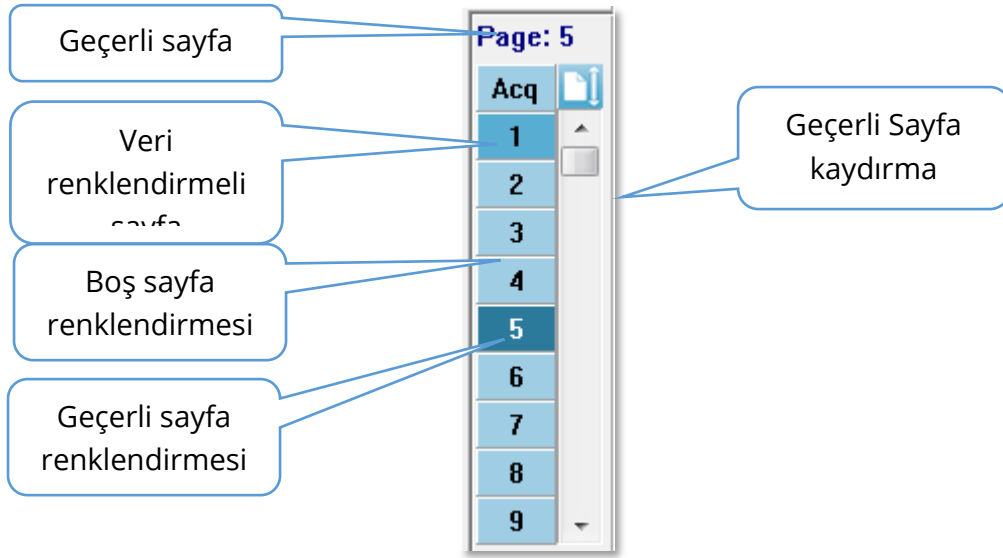 Geçerli sayfa
Page: 5
Acq
Veri
renklendirmeli
sayfa
1
2
3
4
5
6
7
8
9
Geçerli Sayfa
kaydırma
Boş sayfa
renklendirmesi
Geçerli sayfa
renklendirmesi